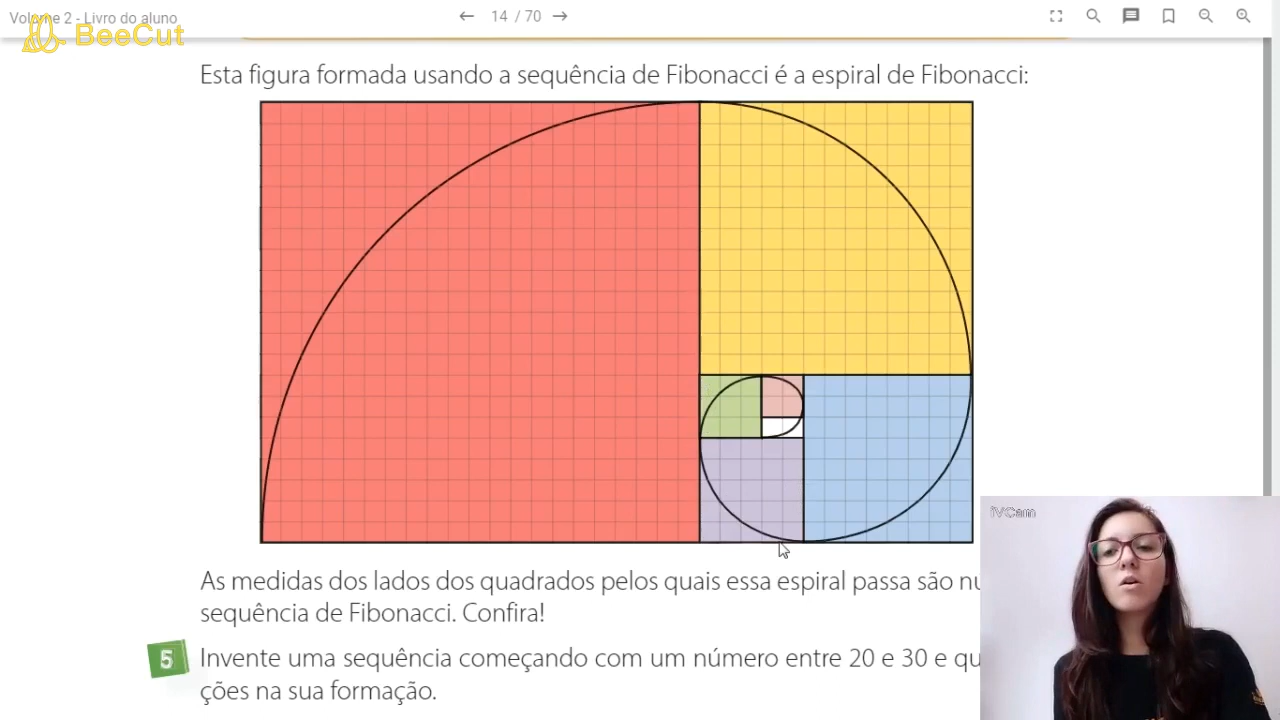 Volume 2 - Livro do aluno
14 / 70
BeeCut
Esta figura formada usando a sequência de Fibonacci é a espiral de Fibonacci:
iVCam
As medidas dos lados dos quadrados pelos quais essa espiral passa são
sequência de Fibonacci. Confira!
5 Invente uma sequência começando com um número entre 20 e 30 e
ções na sua formação.